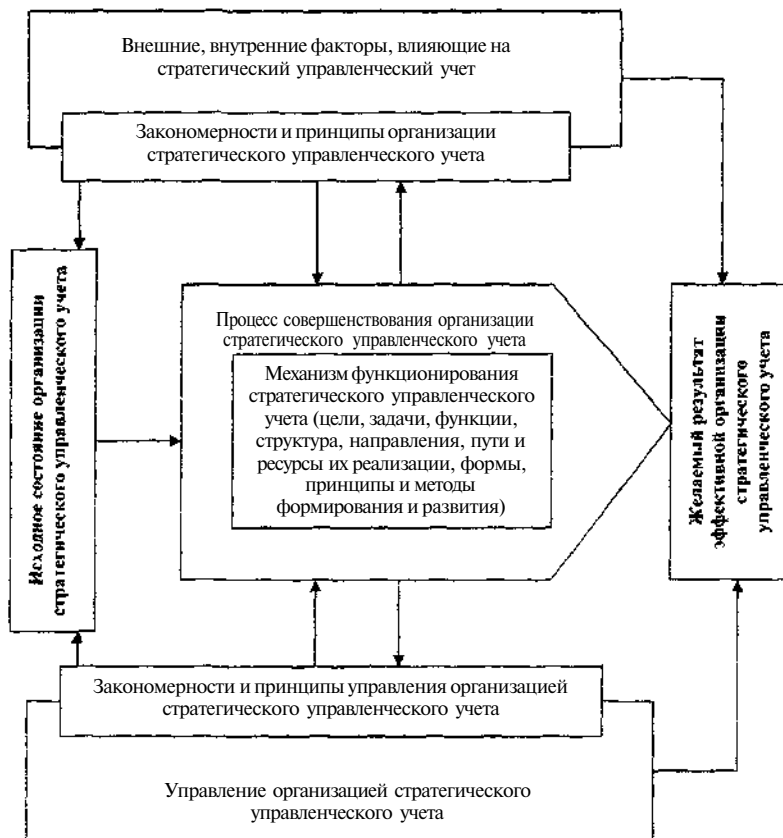 Внешние, внутренние факторы, влияющие на
стратегический управленческий учет
Закономерности и принципы организации
стратегического управленческого учета
Исходное состояние организации
стратегического управленческого учета
Процесс совершенствования организации
стратегического управленческого учета
Механизм функционирования
стратегического управленческого
учета (цели, задачи, функции,
структура, направления, пути и
ресурсы их реализации, формы,
принципы и методы
формирования и развития)
Желаемый результат
эффективной организации
стратегического
управленческого учета
Закономерности и принципы управления организацией
стратегического управленческого учета
Управление организацией стратегического
управленческого учета